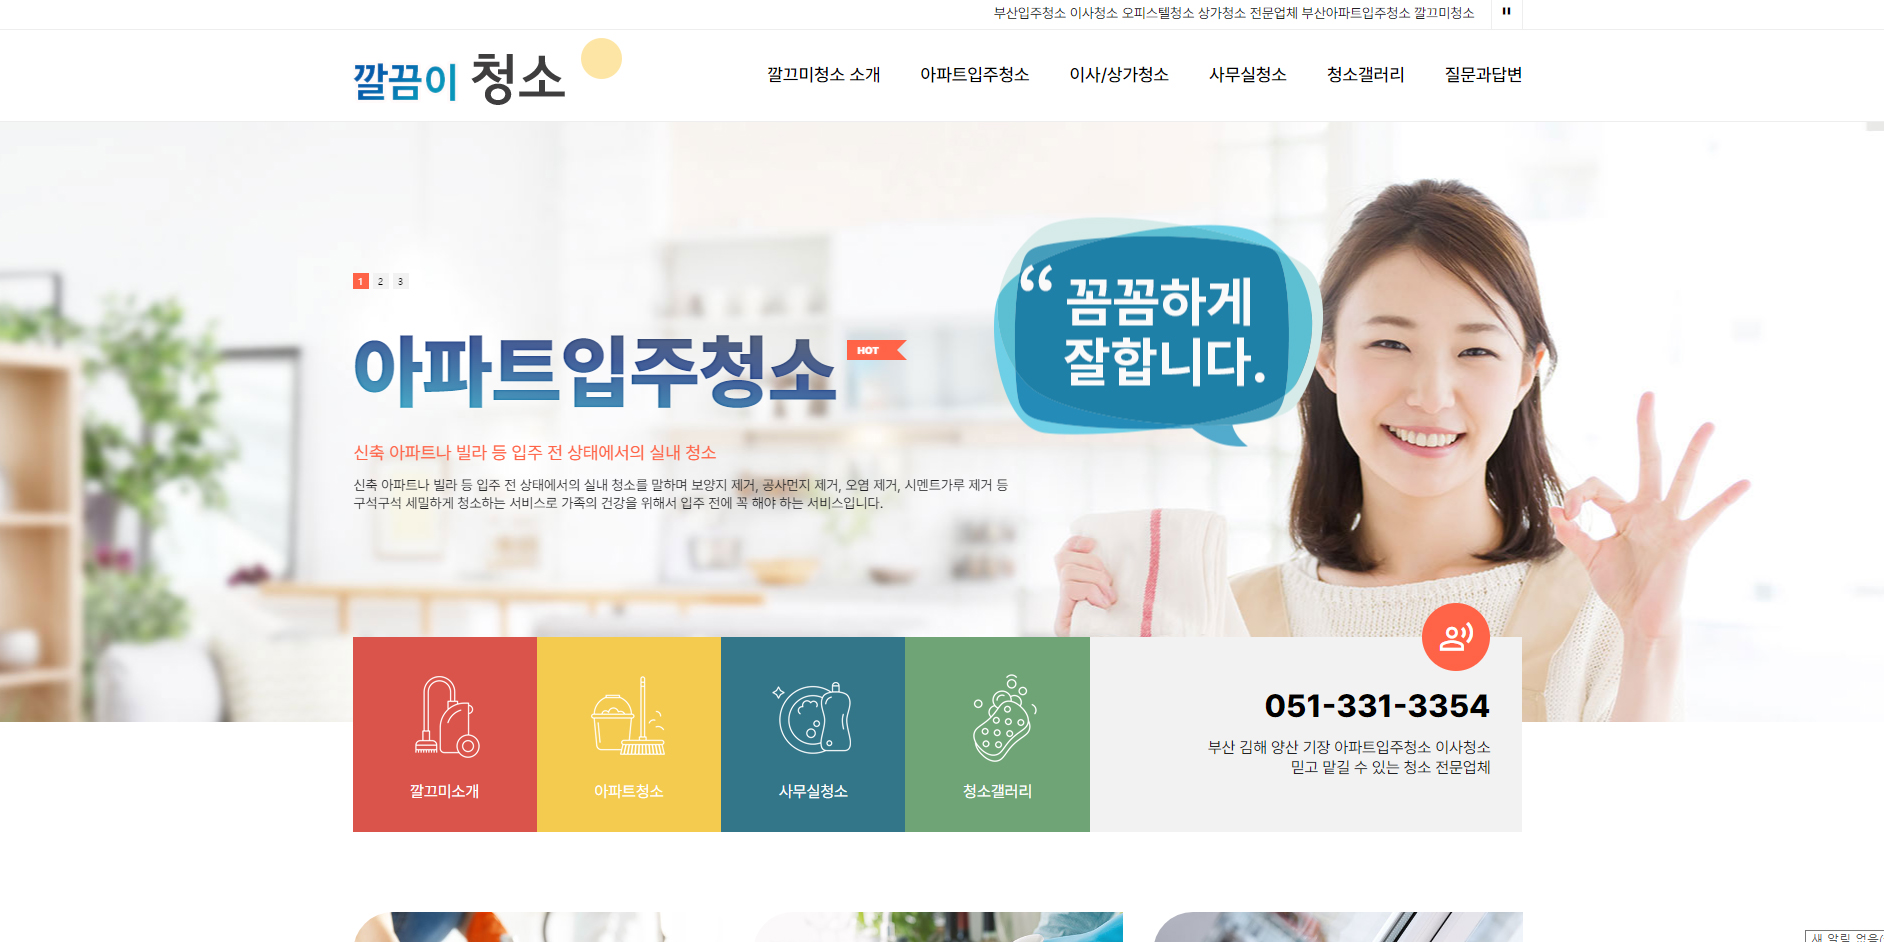 부산입주청소 이사청소 오피스텔청소 상가청소 전문업체 부산아파트입주청소 깔끄미청소
깔끔이 청소
깔끄미청소 소개 아파트입주청소 이사/상가청소 사무실청소 청소갤러리 질문과답변
1 2 3
아파트입주청소 HOT
신축 아파트나 빌라 등 입주 전 상태에서의 실내 청소
신축 아파트나 빌라 등 입주 전 상태에서의 실내 청소를 말하며 보양지 제거, 공사먼지 제거, 오염 제거, 시멘트가루 제거 등
구석구석 세밀하게 청소하는 서비스로 가족의 건강을 위해서 입주 전에 꼭 해야 하는 서비스입니다.
“ 꼼꼼하게
잘합니다.
깔끄미소개 아파트청소 사무실청소 청소갤러리
051-331-3354
부산 김해 양산 기장 아파트입주청소 이사청소
믿고 맡길 수 있는 청소 전문업체